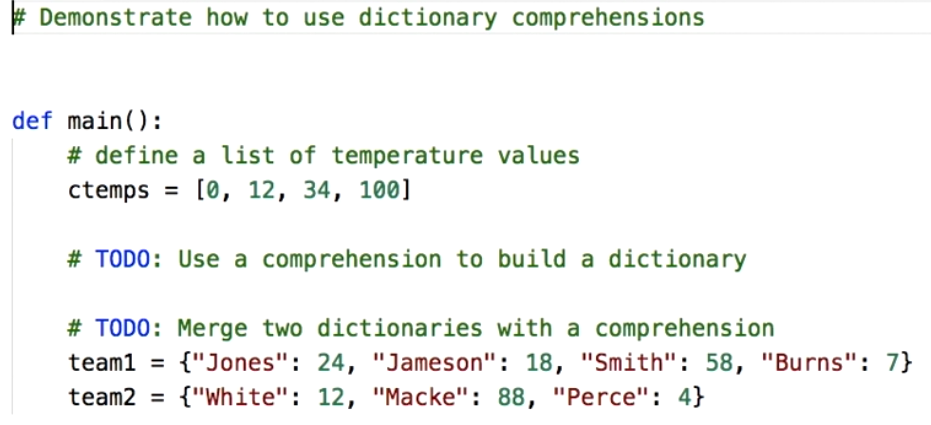 # Demonstrate how to use dictionary comprehensions
def main():
# define a list of temperature values
ctemps = [0, 12, 34, 100]
# TODO: Use a comprehension to build a dictionary
# TODO: Merge two dictionaries with a comprehension
team1 = {"Jones": 24, "Jameson": 18, "Smith": 58, "Burns": 7}
team2 = {"White": 12, "Macke": 88, "Perce": 4}